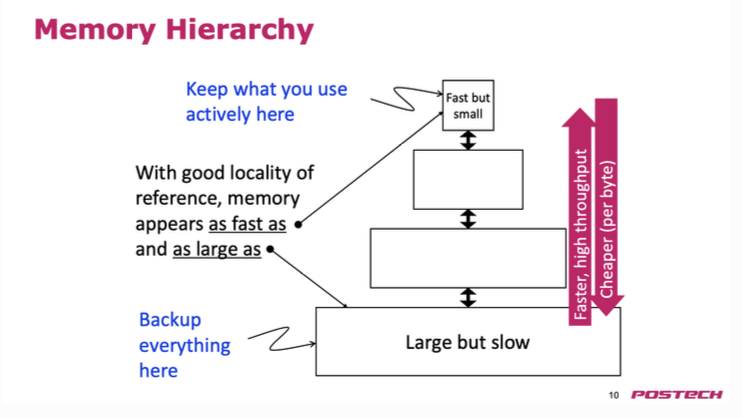 Memory Hierarchy
Keep what you use
actively here
Fast but
small
With good locality of
reference, memory
appears as fast as
and as large as
Faster, high throughput
Cheaper (per byte)
Backup
everything
here
Large but slow
10
POSTECH